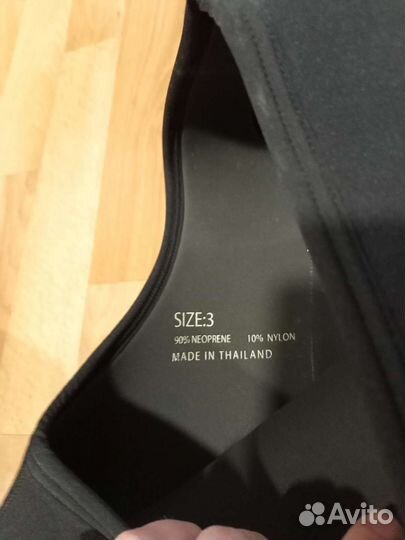 SIZE:3
90% NEOPRENE 10% NYLON
MADE IN THAILAND
Avito